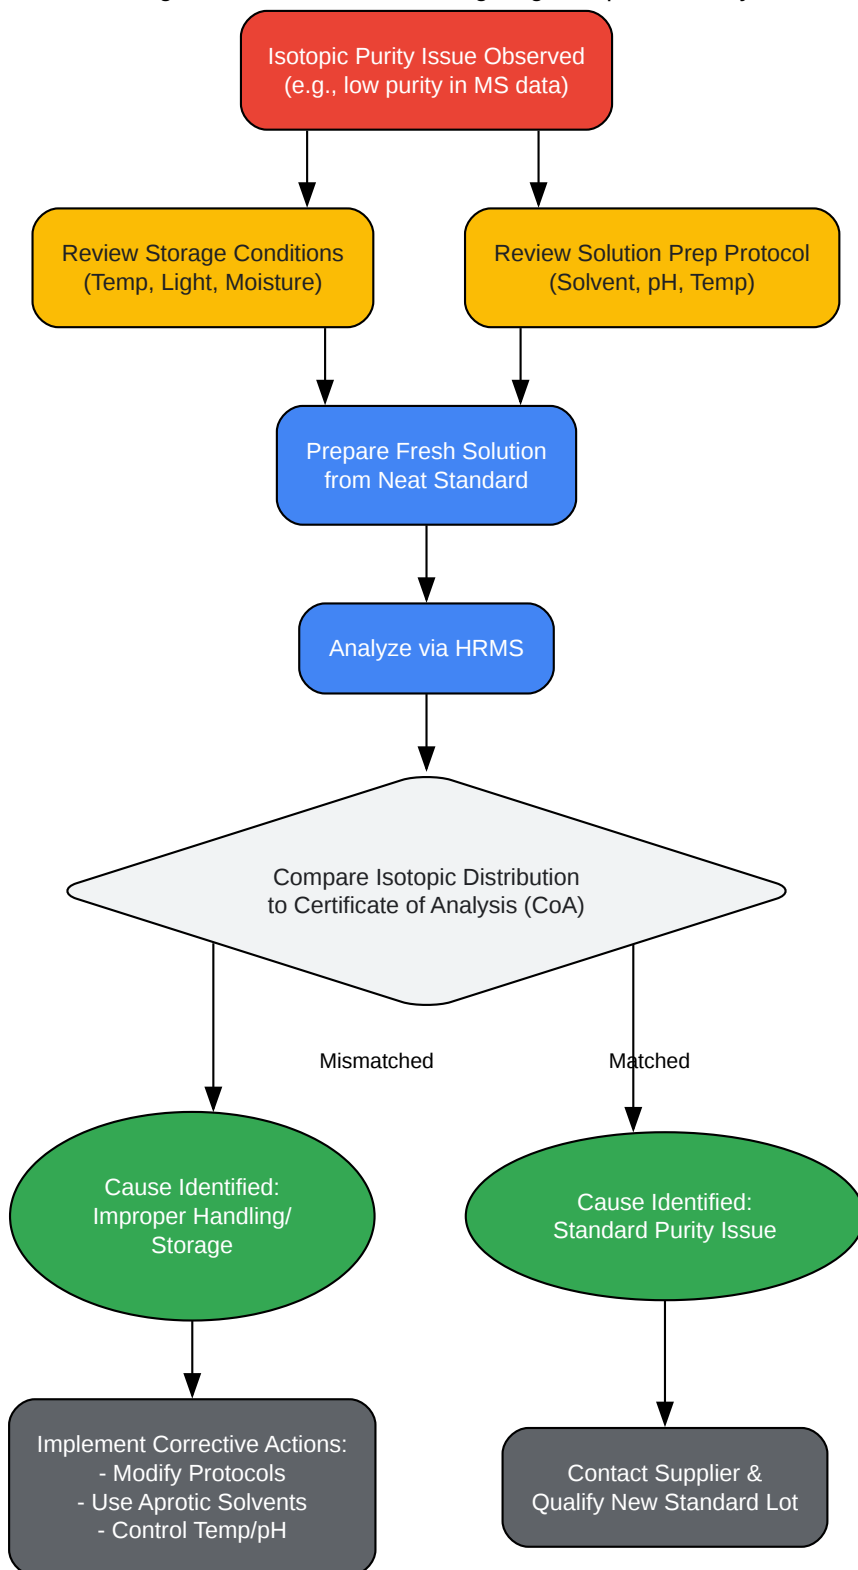 Isotopic Purity Issue Observed
(e.g., low purity in MS data)
Review Storage Conditions
(Temp, Light, Moisture)
Review Solution Prep Protocol
(Solvent, pH, Temp)
Prepare Fresh Solution
from Neat Standard
Analyze via HRMS
Compare Isotopic Distribution
to Certificate of Analysis (CoA)
Mismatched
Matched
Cause Identified:
Improper Handling/
Storage
Cause Identified:
Standard Purity Issue
Implement Corrective Actions:
- Modify Protocols
- Use Aprotic Solvents
- Control Temp/pH
Contact Supplier &
Qualify New Standard Lot